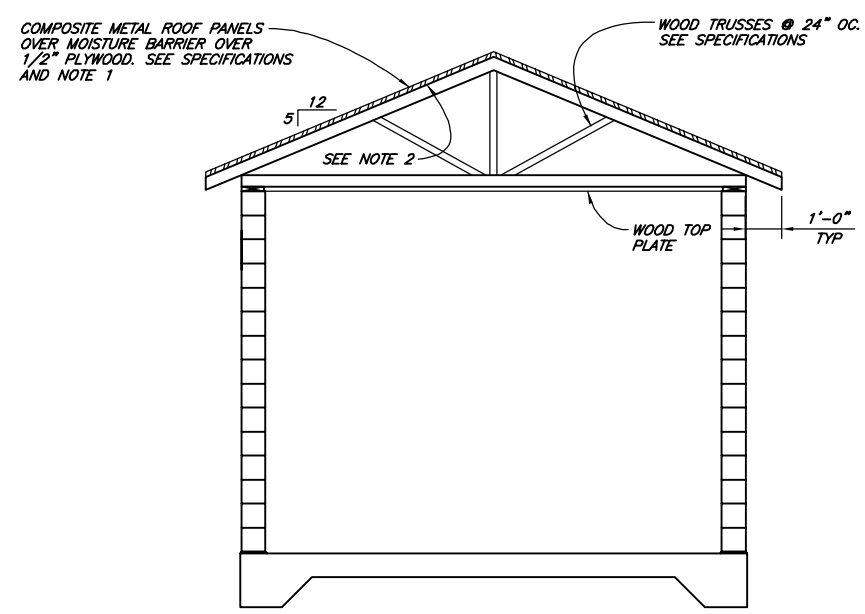 COMPOSITE METAL ROOF PANELS
OVER MOISTURE BARRIER OVER
1/2" PLYWOOD. SEE SPECIFICATIONS
AND NOTE 1
WOOD TRUSSES @ 24" OC.
SEE SPECIFICATIONS
12
5
SEE NOTE 2
WOOD TOP
PLATE
1'-0"
TYP